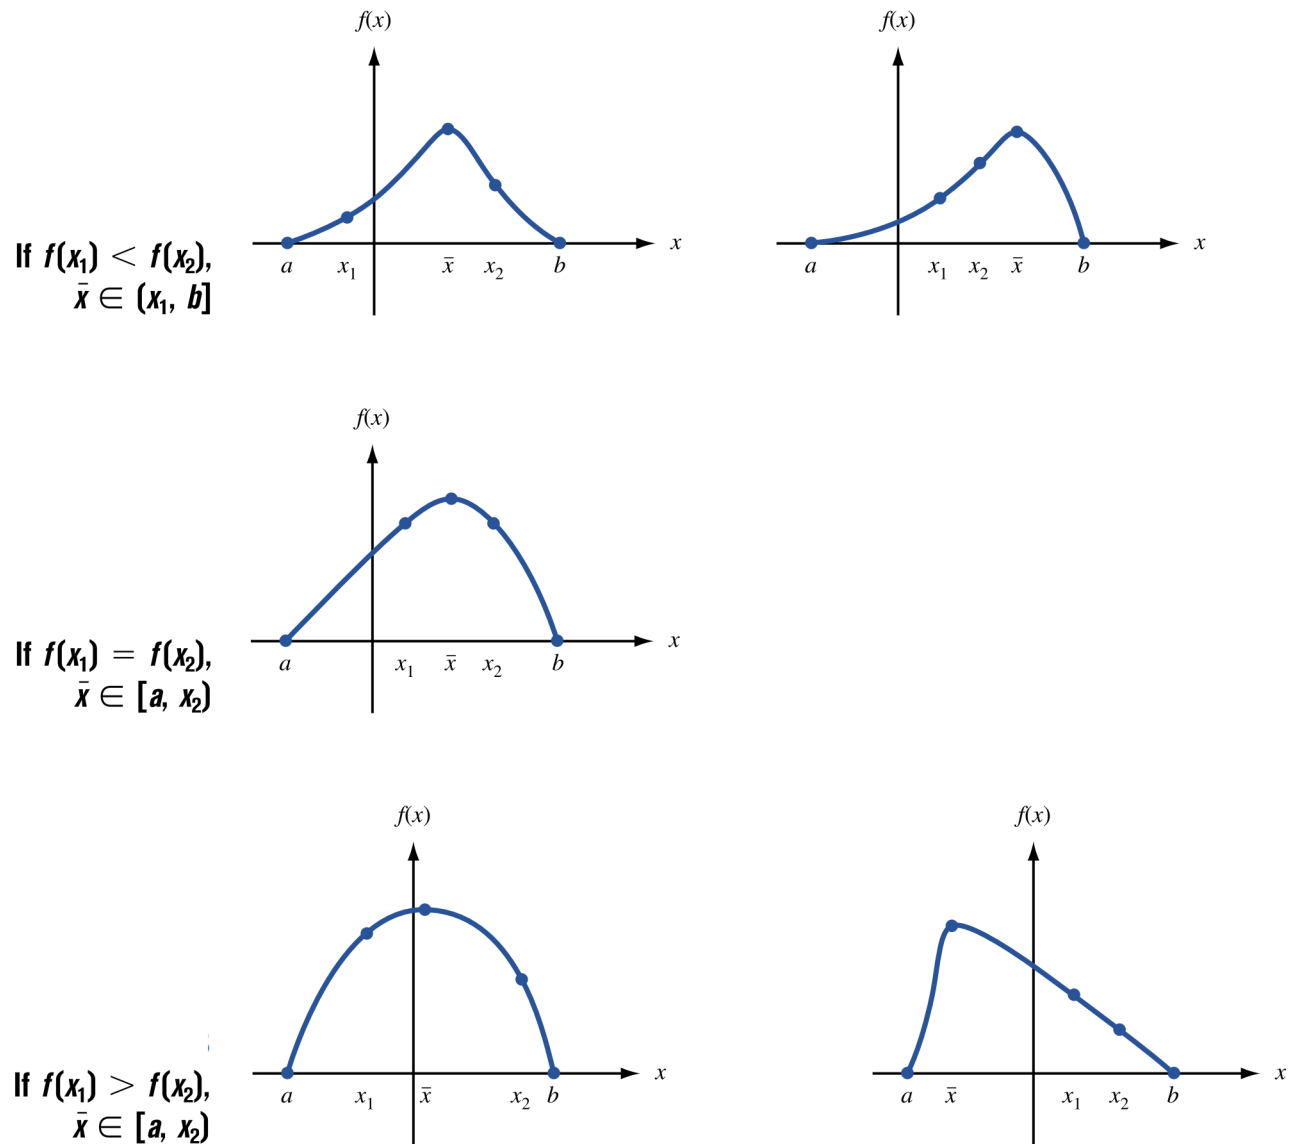 f(x)
f(x)
If f(x₁) < f(x₂),
x̄ ∈ (x₁, b]
a x₁ x̄ x₂ b x
a x₁ x₂ x̄ b x
f(x)
If f(x₁) = f(x₂),
x̄ ∈ [a, x₂)
a x₁ x̄ x₂ b x
f(x)
f(x)
If f(x₁) > f(x₂),
x̄ ∈ [a, x₂)
a x₁ x̄ x₂ b x
a x̄ x₁ x₂ b x